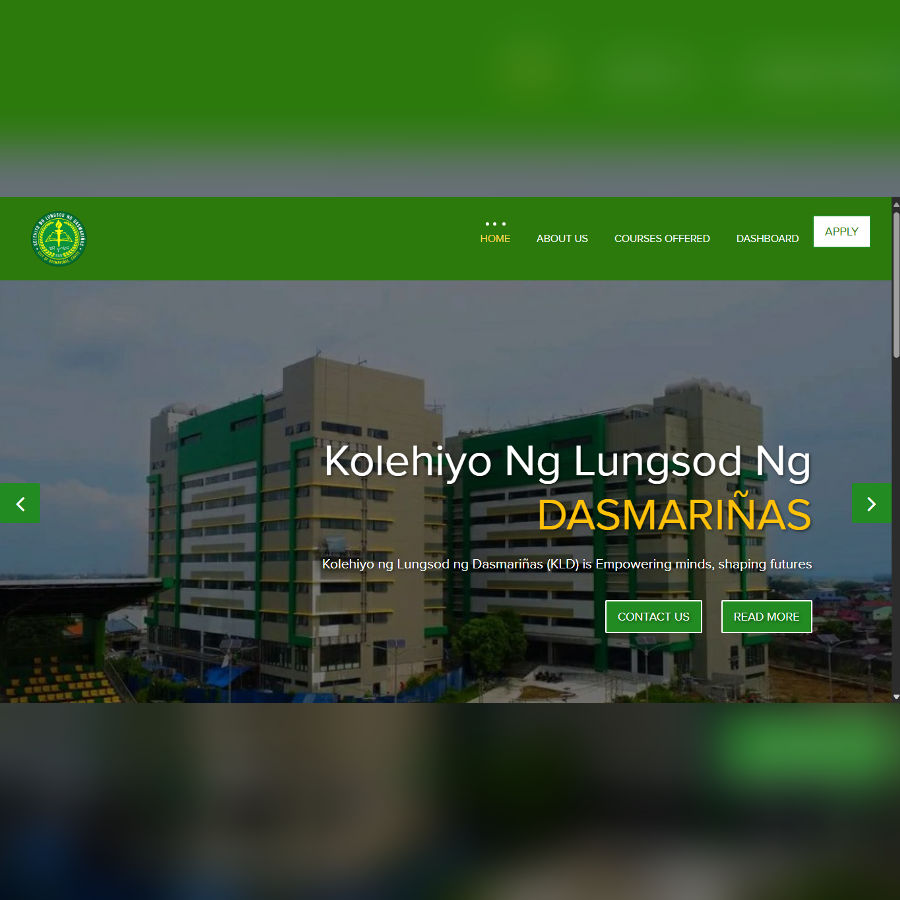 HOME
ABOUT US
COURSES OFFERED
DASHBOARD
APPLY
Kolehiyo Ng Lungsod Ng
DASMARIÑAS
Kolehiyo ng Lungsod ng Dasmariñas (KLD) is Empowering minds, shaping futures
CONTACT US
READ MORE